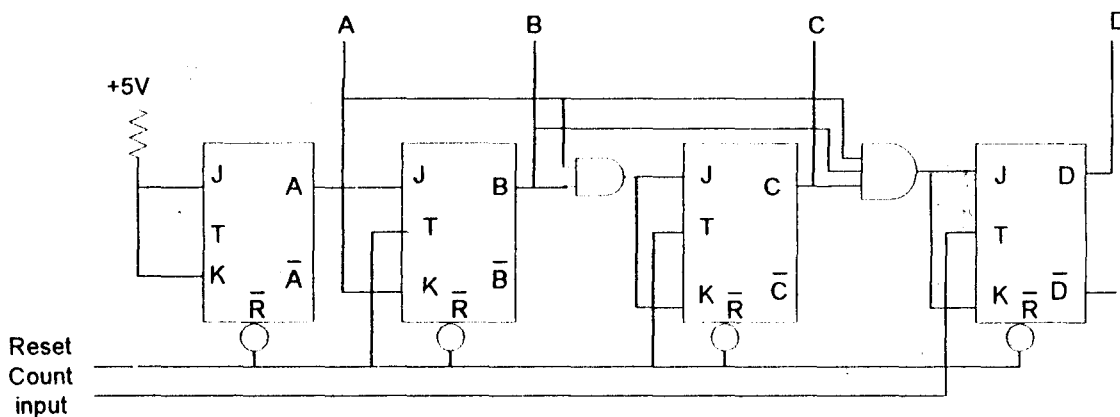 A B C D
+5V
J A J B J C J D
T T T T
K A̅ K B̅ K C̅ K D̅
R̅ R̅ R̅ R̅
Reset
Count
input